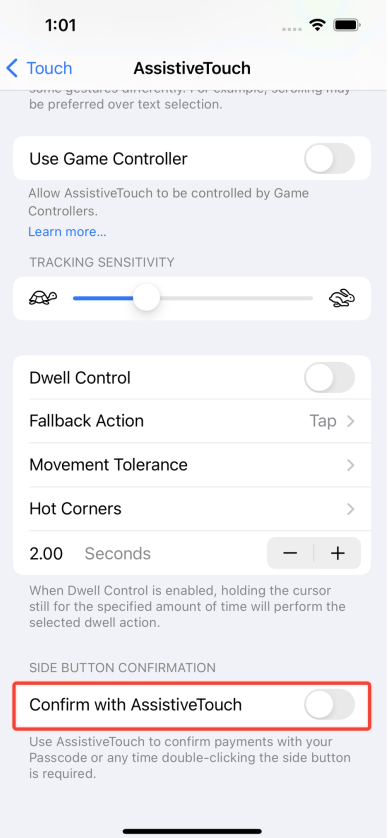 1:01
Touch
AssistiveTouch
some gestures differently. For example, scrolling may
be preferred over text selection.
Use Game Controller
Allow AssistiveTouch to be controlled by Game
Controllers.
Learn more...
TRACKING SENSITIVITY
Dwell Control
Fallback Action Tap
Movement Tolerance
Hot Corners
2.00 Seconds − +
When Dwell Control is enabled, holding the cursor
still for the specified amount of time will perform the
selected dwell action.
SIDE BUTTON CONFIRMATION
Confirm with AssistiveTouch
Use AssistiveTouch to confirm payments with your
Passcode or any time double-clicking the side button
is required.